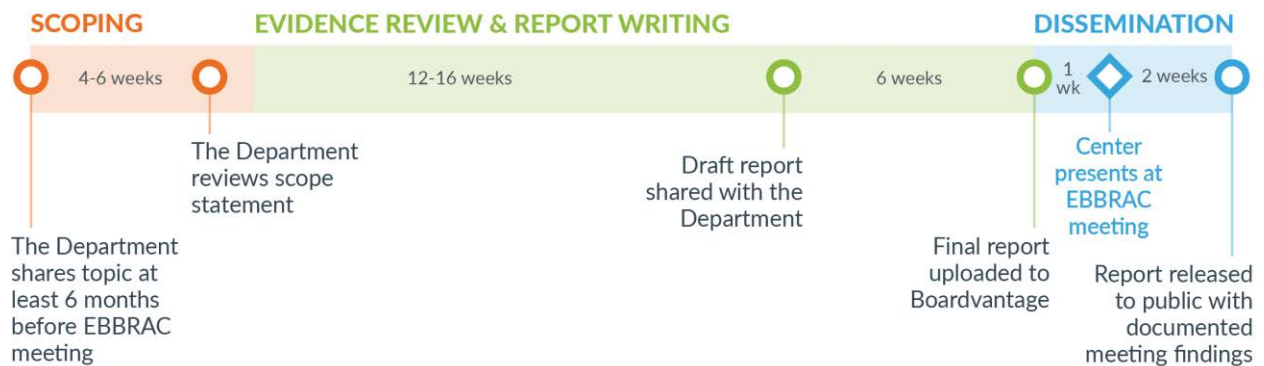 SCOPING
EVIDENCE REVIEW & REPORT WRITING
DISSEMINATION
4-6 weeks
12-16 weeks
6 weeks
1
wk
2 weeks
The Department
shares topic at
least 6 months
before EBBRAC
meeting
The Department
reviews scope
statement
Draft report
shared with the
Department
Final report
uploaded to
Boardvantage
Center
presents at
EBBRAC
meeting
Report released
to public with
documented
meeting findings